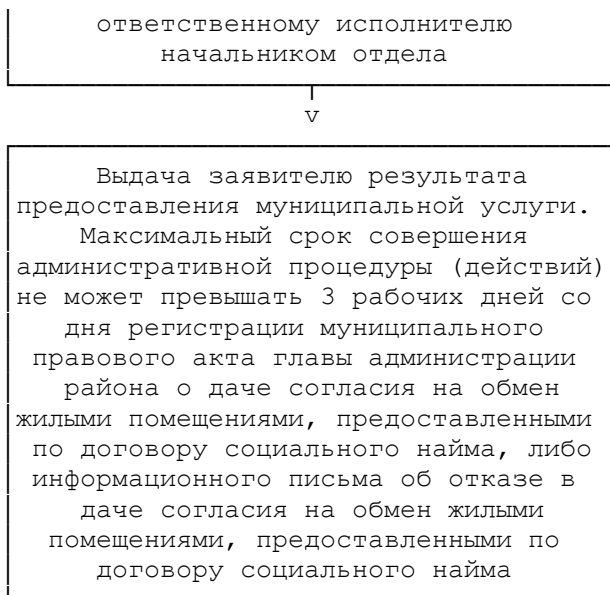 ответственному исполнителю
начальником отдела
v
Выдача заявителю результата
предоставления муниципальной услуги.
Максимальный срок совершения
административной процедуры (действий)
не может превышать 3 рабочих дней со
дня регистрации муниципального
правового акта главы администрации
района о даче согласия на обмен
жилыми помещениями, предоставленными
по договору социального найма, либо
информационного письма об отказе в
даче согласия на обмен жилыми
помещениями, предоставленными по
договору социального найма